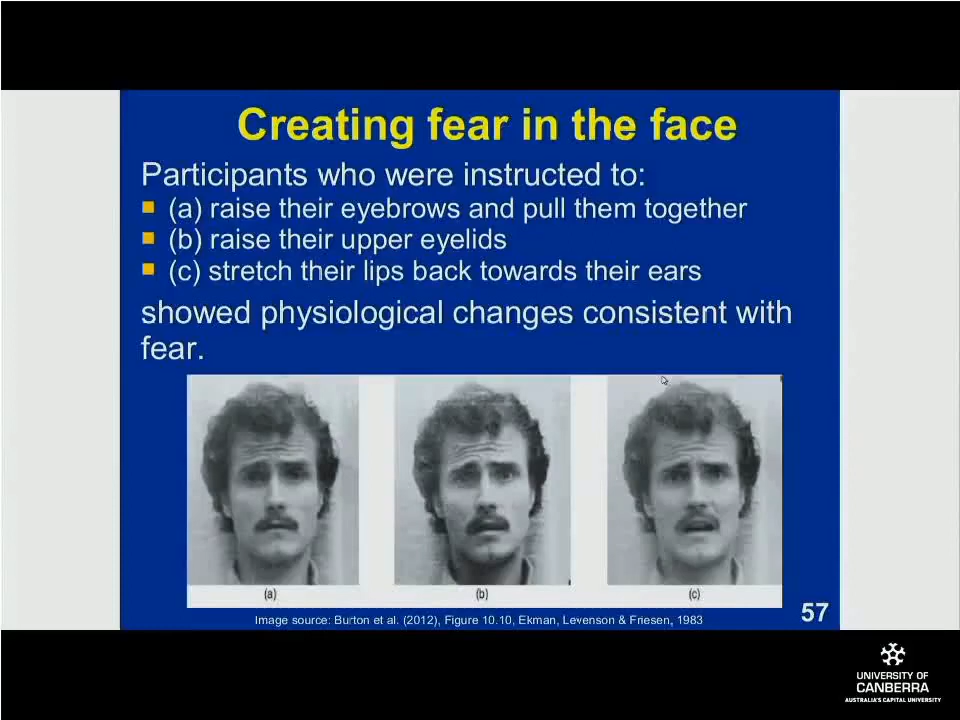 Creating fear in the face
Participants who were instructed to:
(a) raise their eyebrows and pull them together
(b) raise their upper eyelids
(c) stretch their lips back towards their ears
showed physiological changes consistent with
fear.
(a) (b) (c)
Image source: Burton et al. (2012), Figure 10.10, Ekman, Levenson & Friesen, 1983
57
UNIVERSITY OF
CANBERRA
AUSTRALIA'S CAPITAL UNIVERSITY